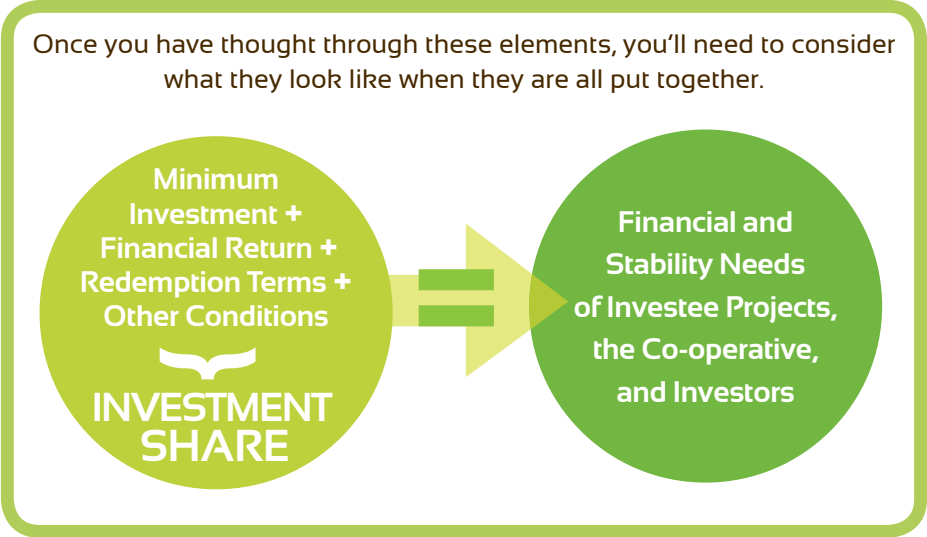 Once you have thought through these elements, you'll need to consider
what they look like when they are all put together.
Minimum
Investment +
Financial Return +
Redemption Terms +
Other Conditions
INVESTMENT
SHARE
=
Financial and
Stability Needs
of Investee Projects,
the Co-operative,
and Investors